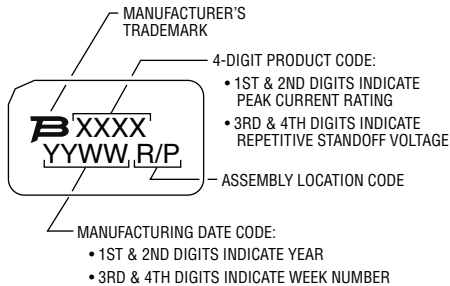 MANUFACTURER'S
TRADEMARK
4-DIGIT PRODUCT CODE:
• 1ST & 2ND DIGITS INDICATE
PEAK CURRENT RATING
• 3RD & 4TH DIGITS INDICATE
REPETITIVE STANDOFF VOLTAGE
XXXX
YYWW R/P
ASSEMBLY LOCATION CODE
MANUFACTURING DATE CODE:
• 1ST & 2ND DIGITS INDICATE YEAR
• 3RD & 4TH DIGITS INDICATE WEEK NUMBER